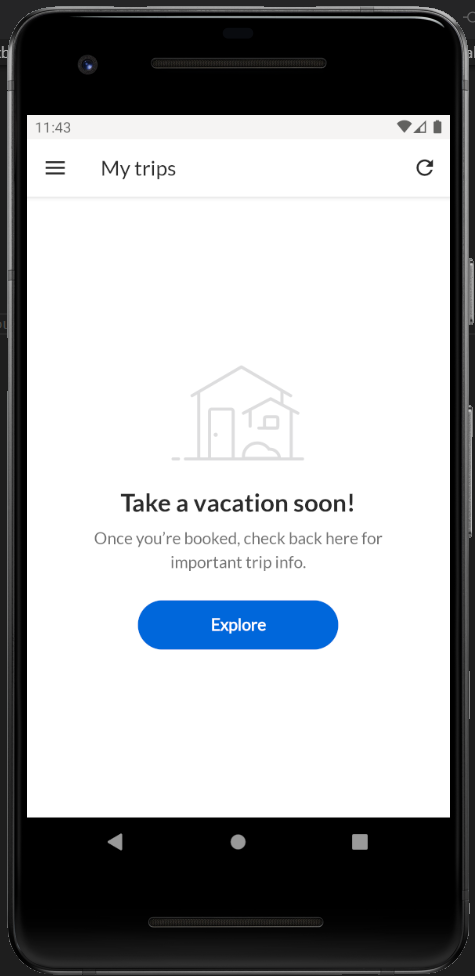 11:43
My trips
Take a vacation soon!
Once you’re booked, check back here for
important trip info.
Explore